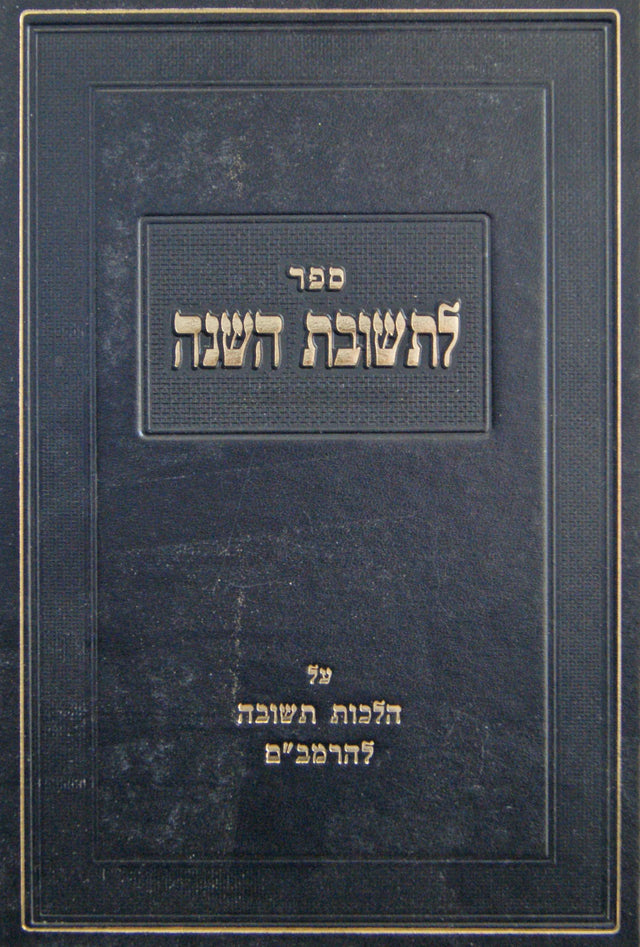 ספר
לתשובת השנה
על
הלכות תשובה
להרמב"ם